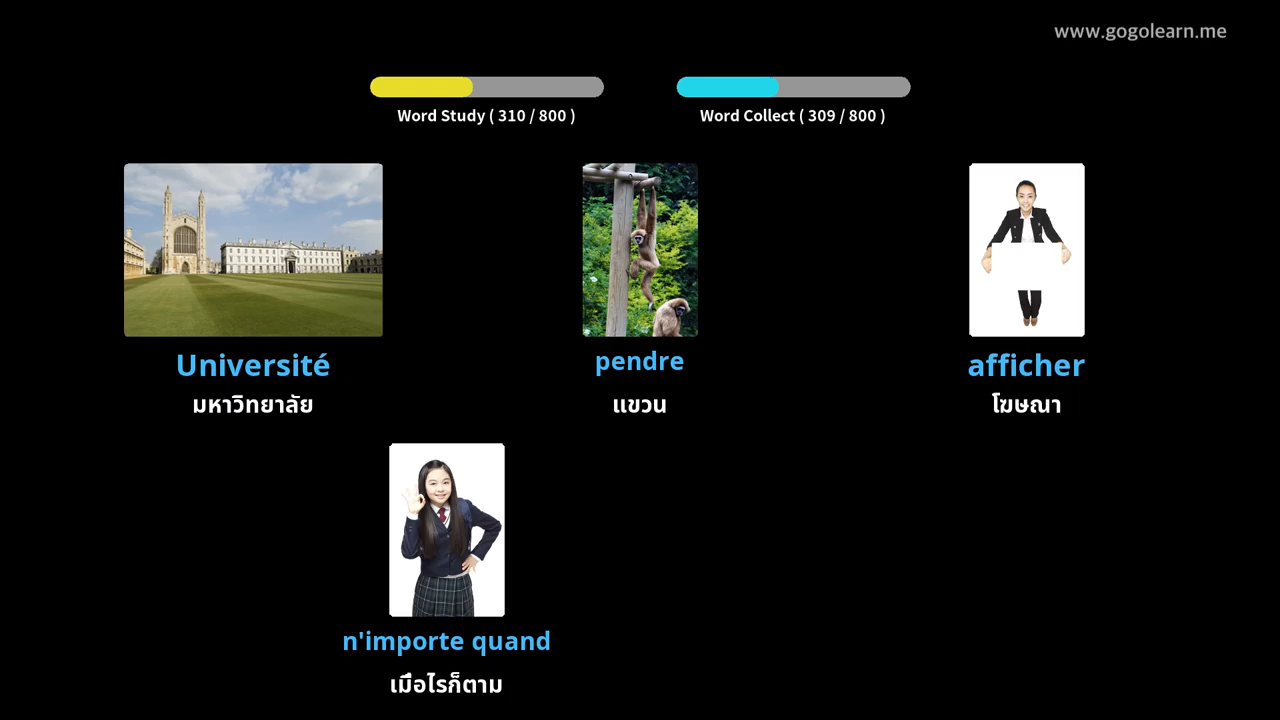 www.gogolearn.me
Word Study ( 310 / 800 )
Word Collect ( 309 / 800 )
Université
pendre
afficher
มหาวิทยาลัย
แขวน
โฆษณา
n'importe quand
เมื่อไรก็ตาม